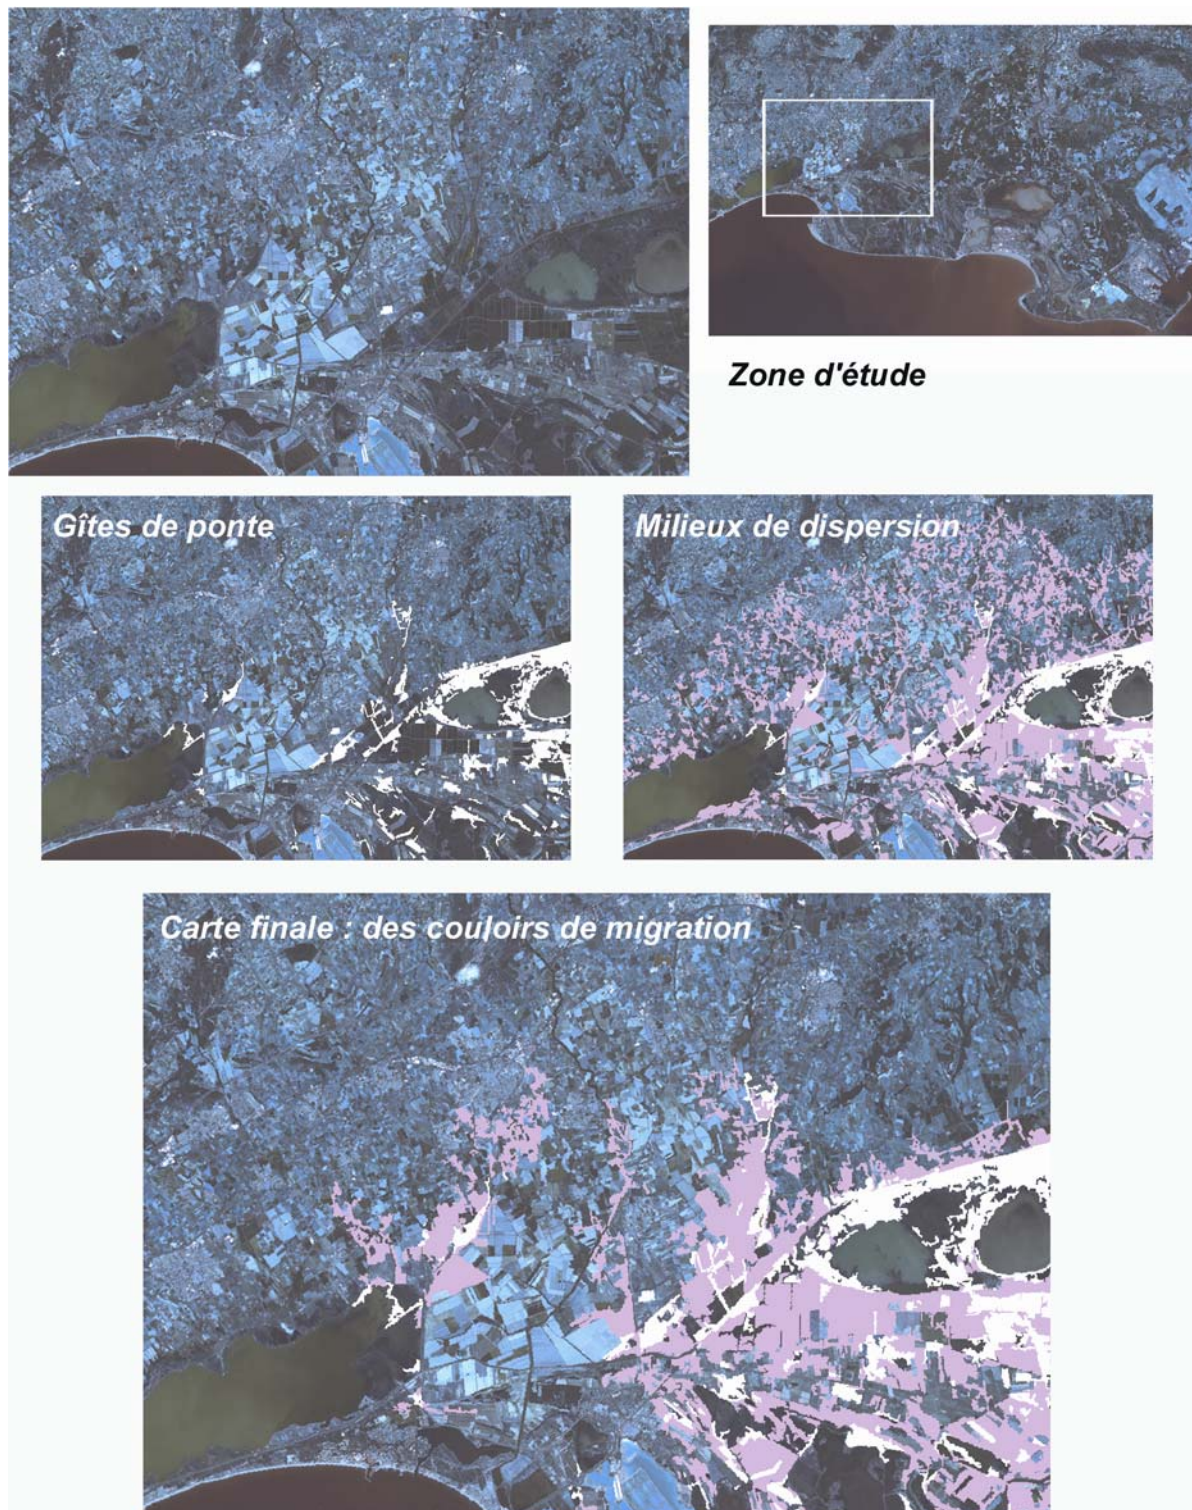 Zone d'étude
Gîtes de ponte
Milieux de dispersion
Carte finale : des couloirs de migration